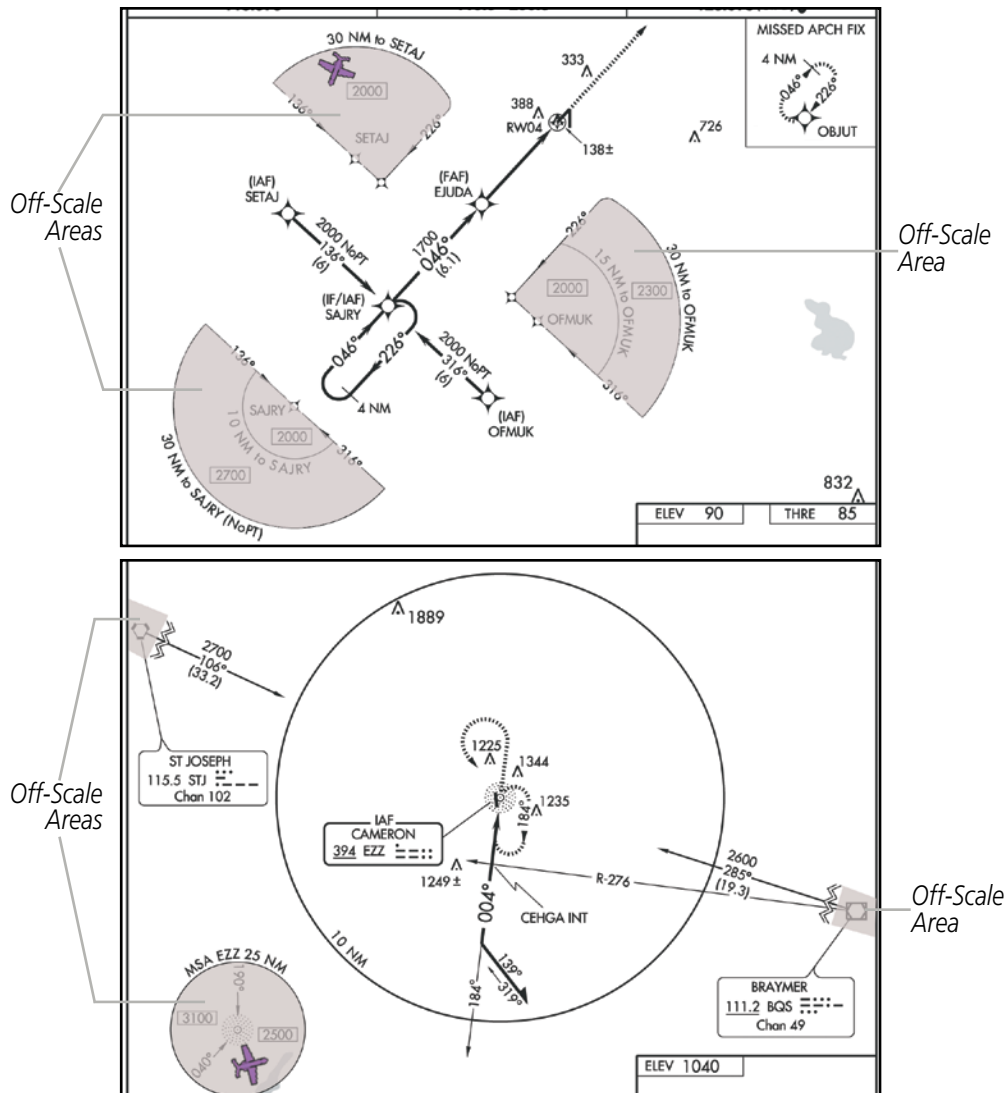 MISSED APCH FIX
4 NM
046°
226°
OBJUT
30 NM to SETAJ
2000
136°
226°
SETAJ
333
388
RW04
138±
726
Off-Scale
Areas
(IAF)
SETAJ
2000 NoPT
136°
(6)
(FAF)
EJUDA
1700
046°
(6.1)
(IF/IAF)
SAJRY
046°
226°
4 NM
2000 NoPT
316°
(6)
(IAF)
OFMUK
226°
2000
15 NM to OFMUK
2300
30 NM to OFMUK
OFMUK
316°
Off-Scale
Area
136°
SAJRY
2000
10 NM to SAJRY
316°
2700
30 NM to SAJRY (NoPT)
832
ELEV 90
THRE 85
1889
2700
106°
(33.2)
ST JOSEPH
115.5 STJ
Chan 102
Off-Scale
Areas
1225
1344
1235
184°
IAF
CAMERON
394 EZZ
1249 ±
R-276
2600
285°
(19.3)
004°
CEHGA INT
Off-Scale
Area
10 NM
139°
319°
184°
BRAYMER
111.2 BQS
Chan 49
MSA EZZ 25 NM
190°
3100
2500
040°
ELEV 1040